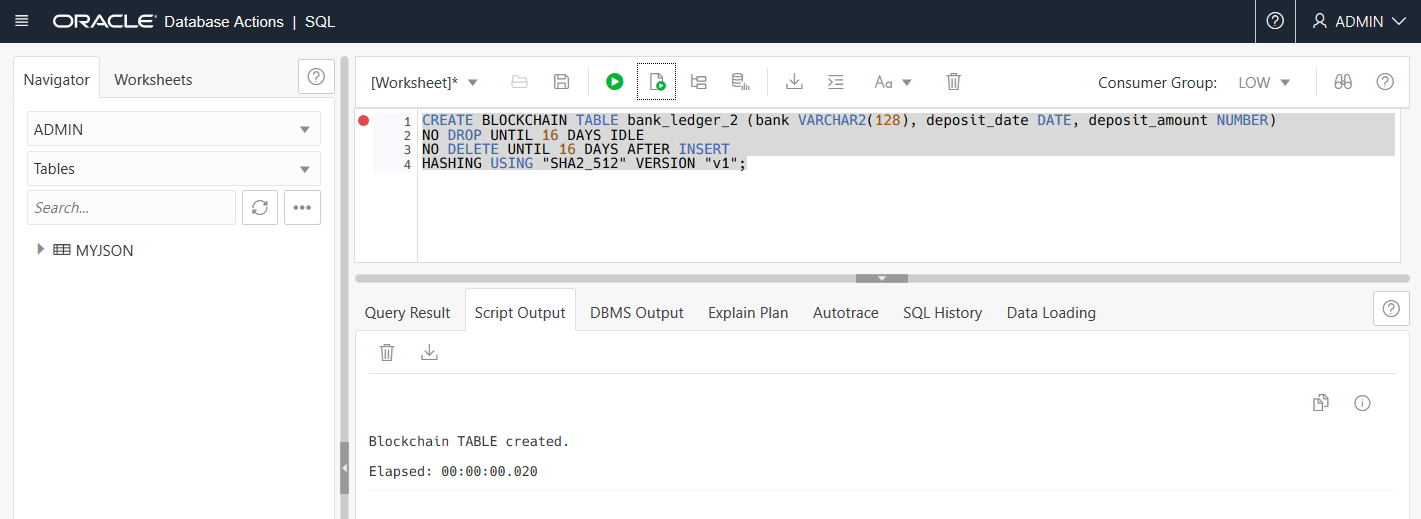 ORACLE Database Actions | SQL
ADMIN
Navigator
Worksheets
ADMIN
Tables
Search...
MYJSON
[Worksheet]*
Aa
Consumer Group: LOW
1 CREATE BLOCKCHAIN TABLE bank_ledger_2 (bank VARCHAR2(128), deposit_date DATE, deposit_amount NUMBER)
2 NO DROP UNTIL 16 DAYS IDLE
3 NO DELETE UNTIL 16 DAYS AFTER INSERT
4 HASHING USING "SHA2_512" VERSION "v1";
Query Result
Script Output
DBMS Output
Explain Plan
Autotrace
SQL History
Data Loading
Blockchain TABLE created.
Elapsed: 00:00:00.020